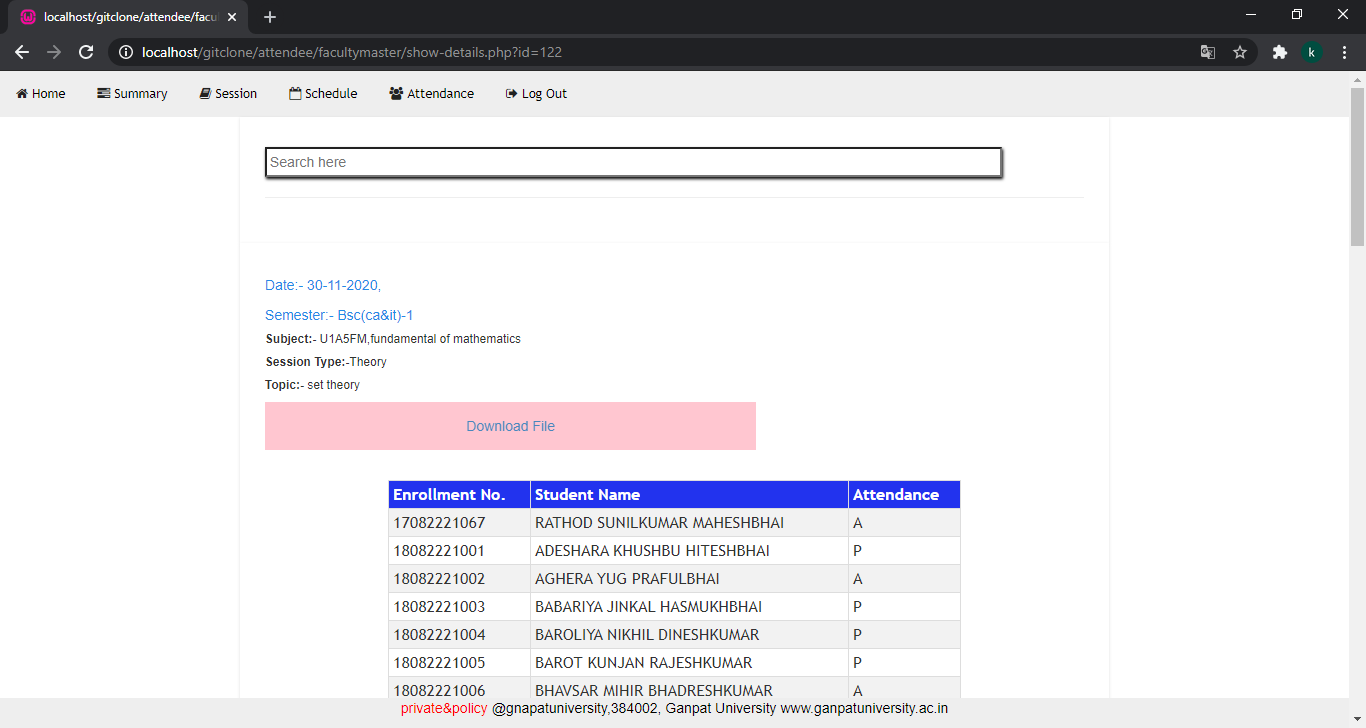 localhost/gitclone/attendee/facu
localhost/gitclone/attendee/facultymaster/show-details.php?id=122
k
Home Summary Session Schedule Attendance Log Out
Search here
Date:- 30-11-2020,
Semester:- Bsc(ca&it)-1
Subject:- U1A5FM,fundamental of mathematics
Session Type:-Theory
Topic:- set theory
Download File
Enrollment No. Student Name Attendance
17082221067 RATHOD SUNILKUMAR MAHESHBHAI A
18082221001 ADESHARA KHUSHBU HITESHBHAI P
18082221002 AGHERA YUG PRAFULBHAI A
18082221003 BABARIYA JINKAL HASMUKHBHAI P
18082221004 BAROLIYA NIKHIL DINESHKUMAR P
18082221005 BAROT KUNJAN RAJESHKUMAR P
18082221006 BHAVSAR MIHIR BHADRESHKUMAR A
private&policy @gnapatuniversity,384002, Ganpat University www.ganpatuniversity.ac.in